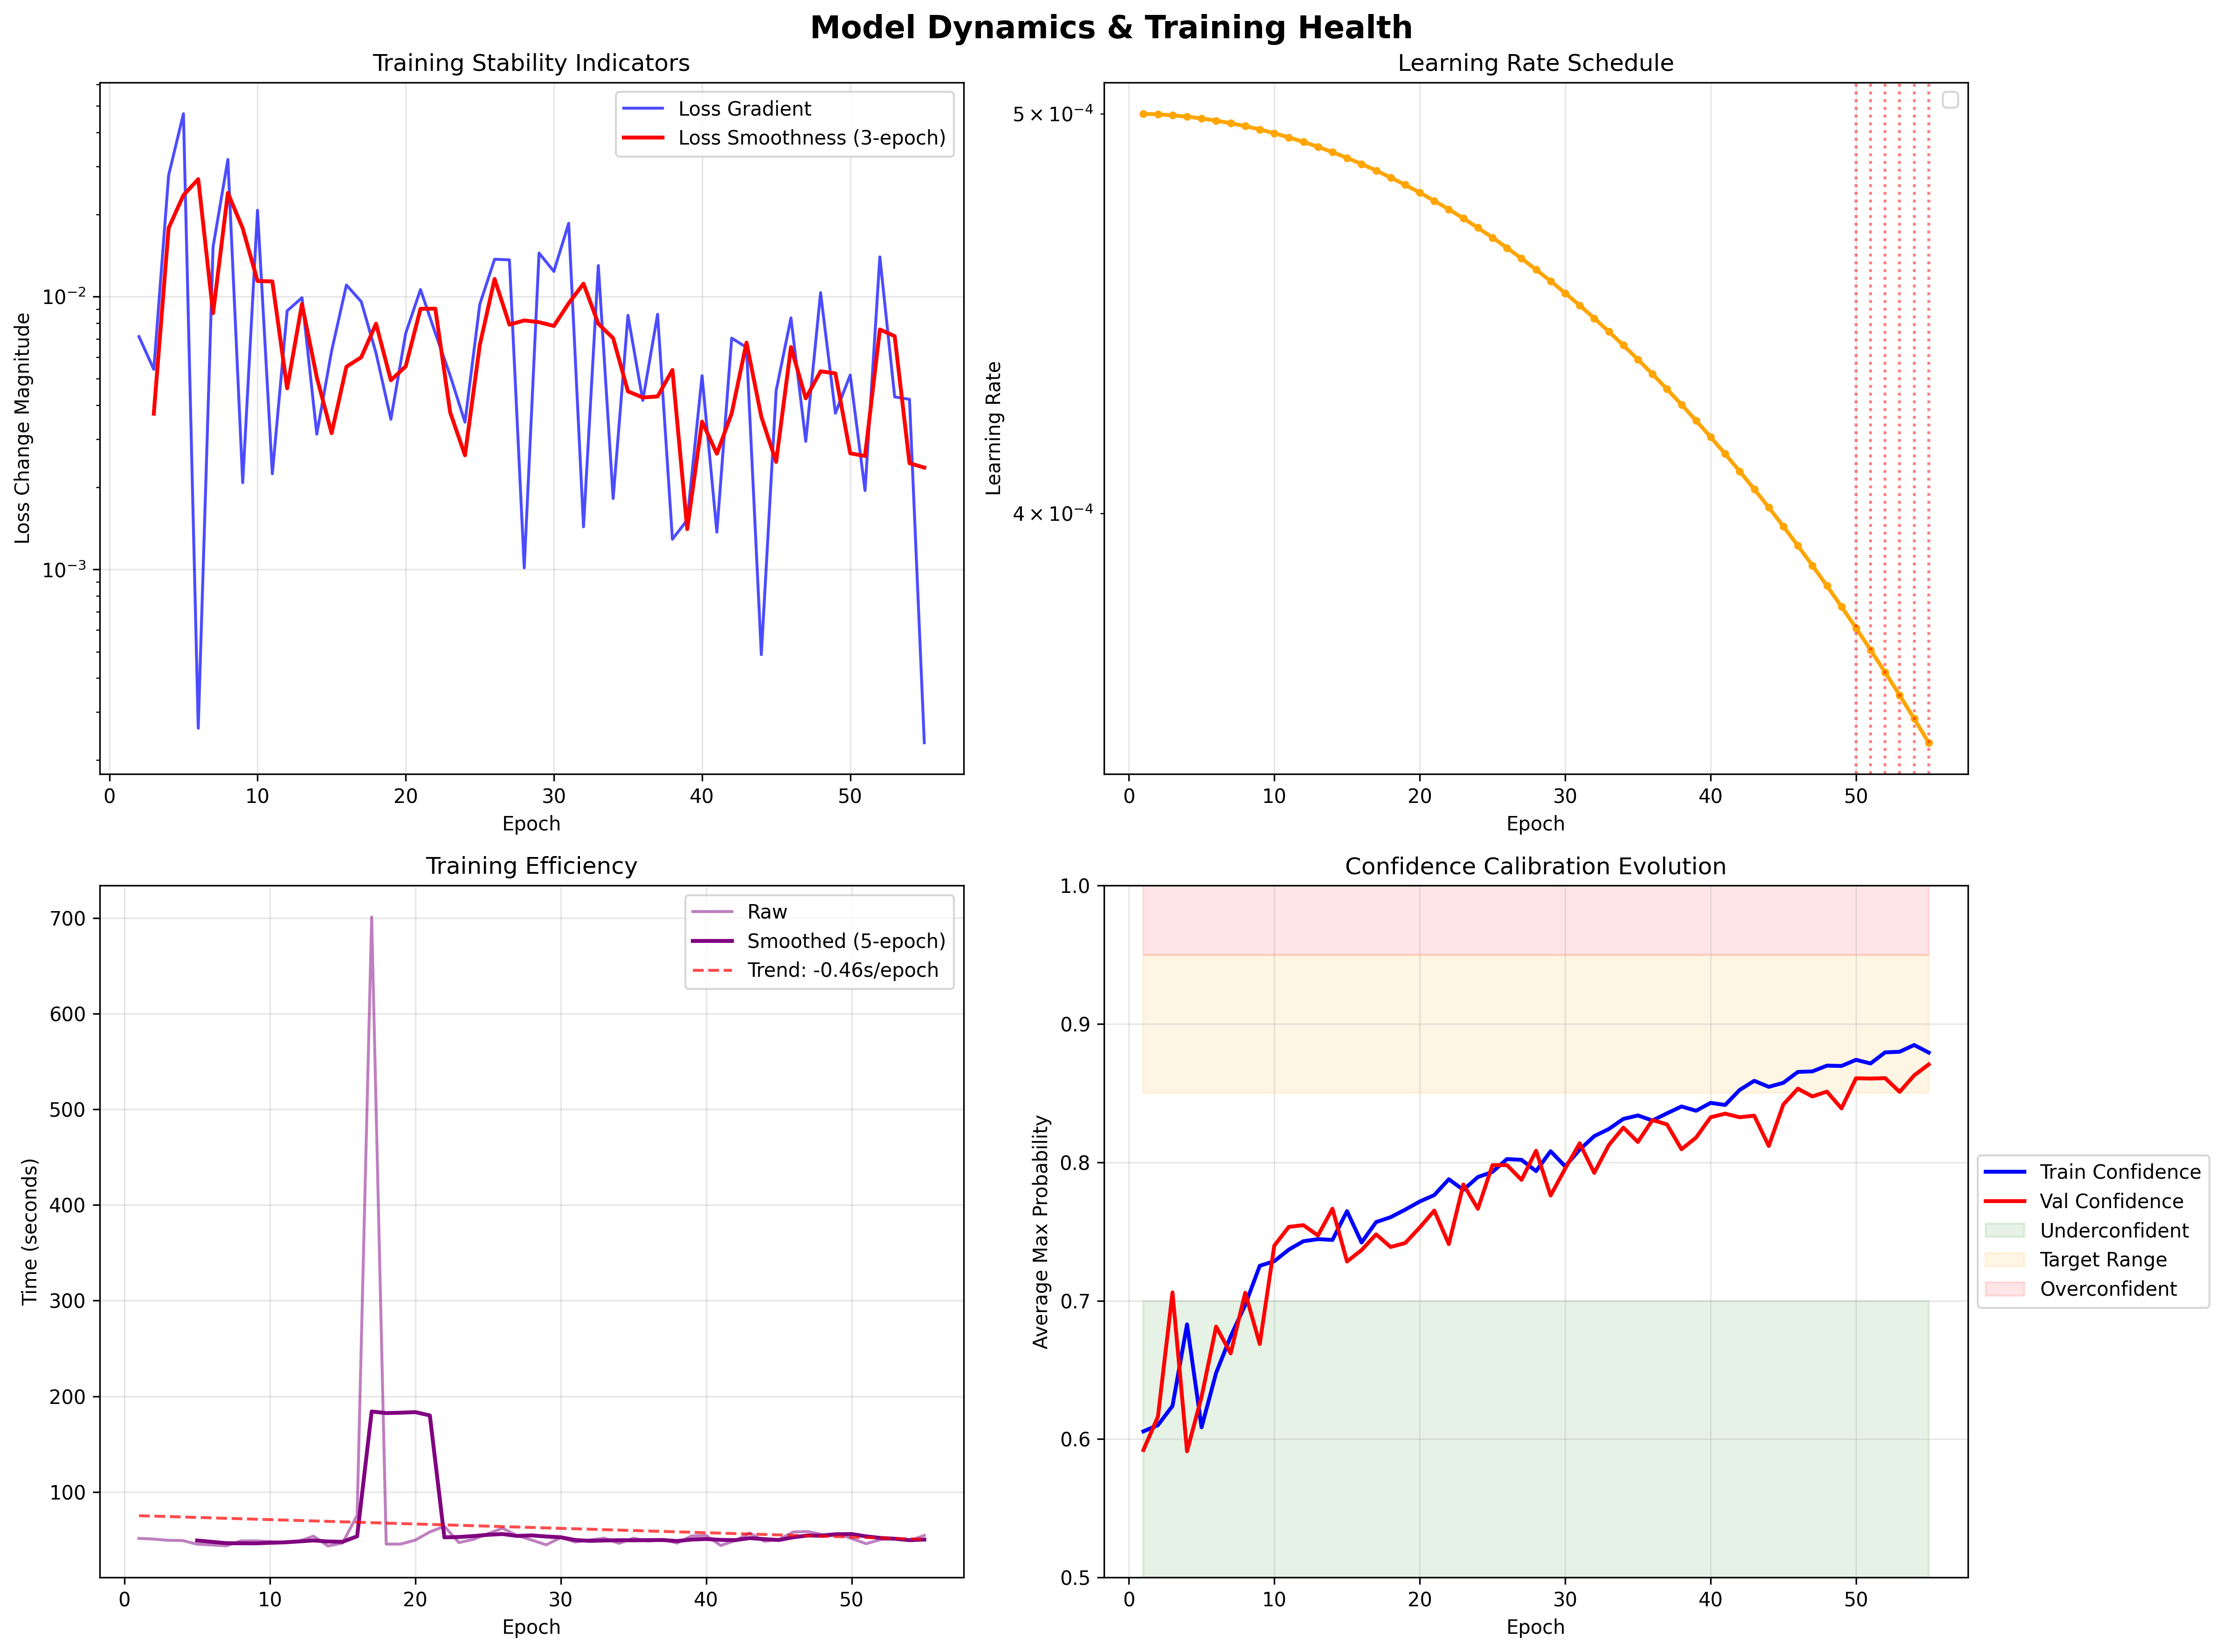 Model Dynamics & Training Health
Training Stability Indicators
Loss Change Magnitude
10⁻²
10⁻³
Loss Gradient
Loss Smoothness (3-epoch)
0 10 20 30 40 50
Epoch
Learning Rate Schedule
Learning Rate
5 × 10⁻⁴
4 × 10⁻⁴
0 10 20 30 40 50
Epoch
Training Efficiency
Time (seconds)
700
600
500
400
300
200
100
Raw
Smoothed (5-epoch)
Trend: -0.46s/epoch
0 10 20 30 40 50
Epoch
Confidence Calibration Evolution
Average Max Probability
1.0
0.9
0.8
0.7
0.6
0.5
0 10 20 30 40 50
Epoch
Train Confidence
Val Confidence
Underconfident
Target Range
Overconfident